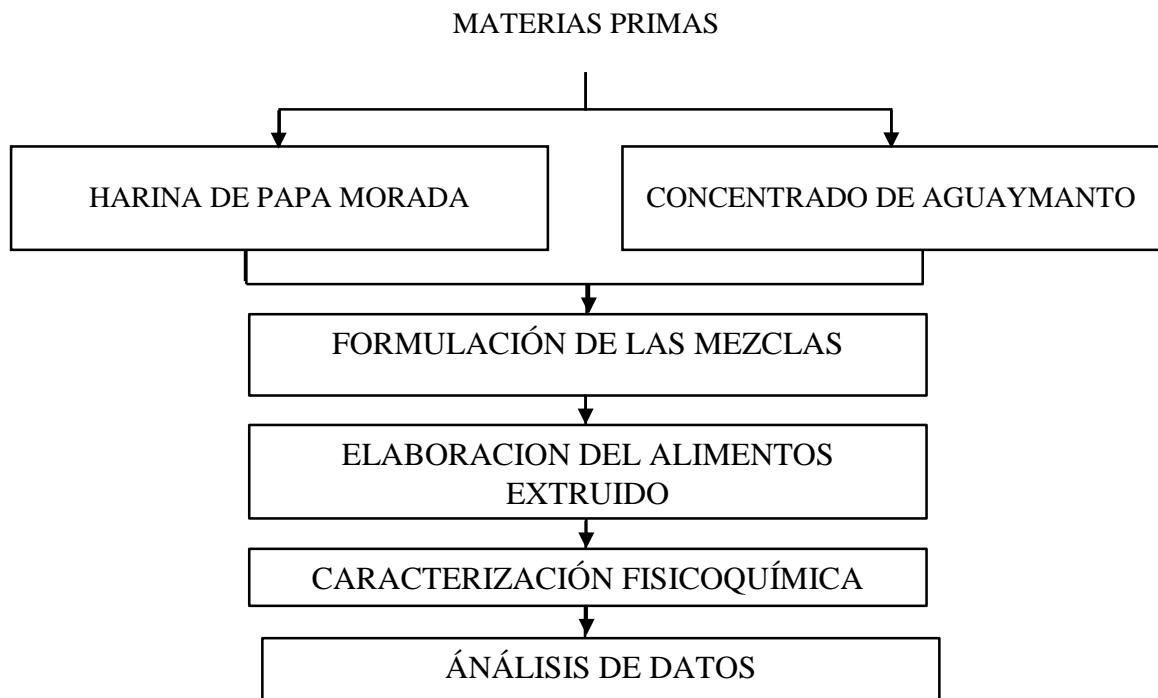 MATERIAS PRIMAS
HARINA DE PAPA MORADA
CONCENTRADO DE AGUAYMANTO
FORMULACIÓN DE LAS MEZCLAS
ELABORACION DEL ALIMENTOS
EXTRUIDO
CARACTERIZACIÓN FISICOQUÍMICA
ÁNÁLISIS DE DATOS